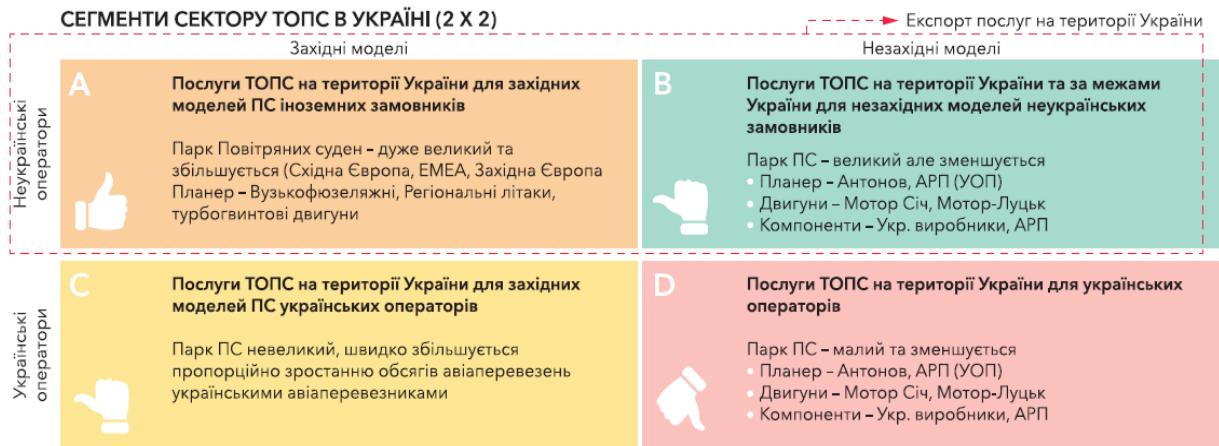 СЕГМЕНТИ СЕКТОРУ ТОПС В УКРАЇНІ (2 Х 2)
Експорт послуг на території України
Західні моделі
Незахідні моделі
Неукраїнські
оператори
A
Послуги ТОПС на території України для західних
моделей ПС іноземних замовників
Парк Повітряних суден – дуже великий та
збільшується (Східна Європа, EMEA, Західна Європа
Планер – Вузькофюзеляжні, Регіональні літаки,
турбогвинтові двигуни
B
Послуги ТОПС на території України та за межами
України для незахідних моделей неукраїнських
замовників
Парк ПС – великий але зменшується
• Планер – Антонов, АРП (УОП)
• Двигуни – Мотор Січ, Мотор-Луцьк
• Компоненти – Укр. виробники, АРП
Українські
оператори
C
Послуги ТОПС на території України для західних
моделей ПС українських операторів
Парк ПС невеликий, швидко збільшується
пропорційно зростанню обсягів авіаперевезень
українськими авіаперевезниками
D
Послуги ТОПС на території України для українських
операторів
Парк ПС – малий та зменшується
• Планер – Антонов, АРП (УОП)
• Двигуни – Мотор Січ, Мотор-Луцьк
• Компоненти – Укр. виробники, АРП